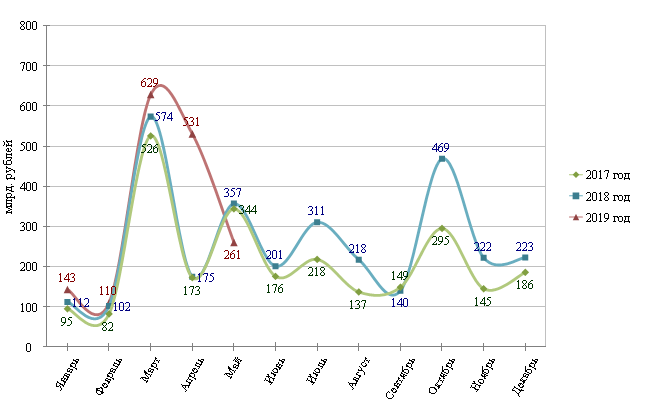 800
700
600
500
400
300
200
100
0
млрд. рублей
629
574
526
531
143
112
95
110
102
82
175
173
357
344
261
201
176
311
218
218
137
149
140
469
295
222
145
223
186
2017 год
2018 год
2019 год
Январь
Февраль
Март
Апрель
Май
Июнь
Июль
Август
Сентябрь
Октябрь
Ноябрь
Декабрь